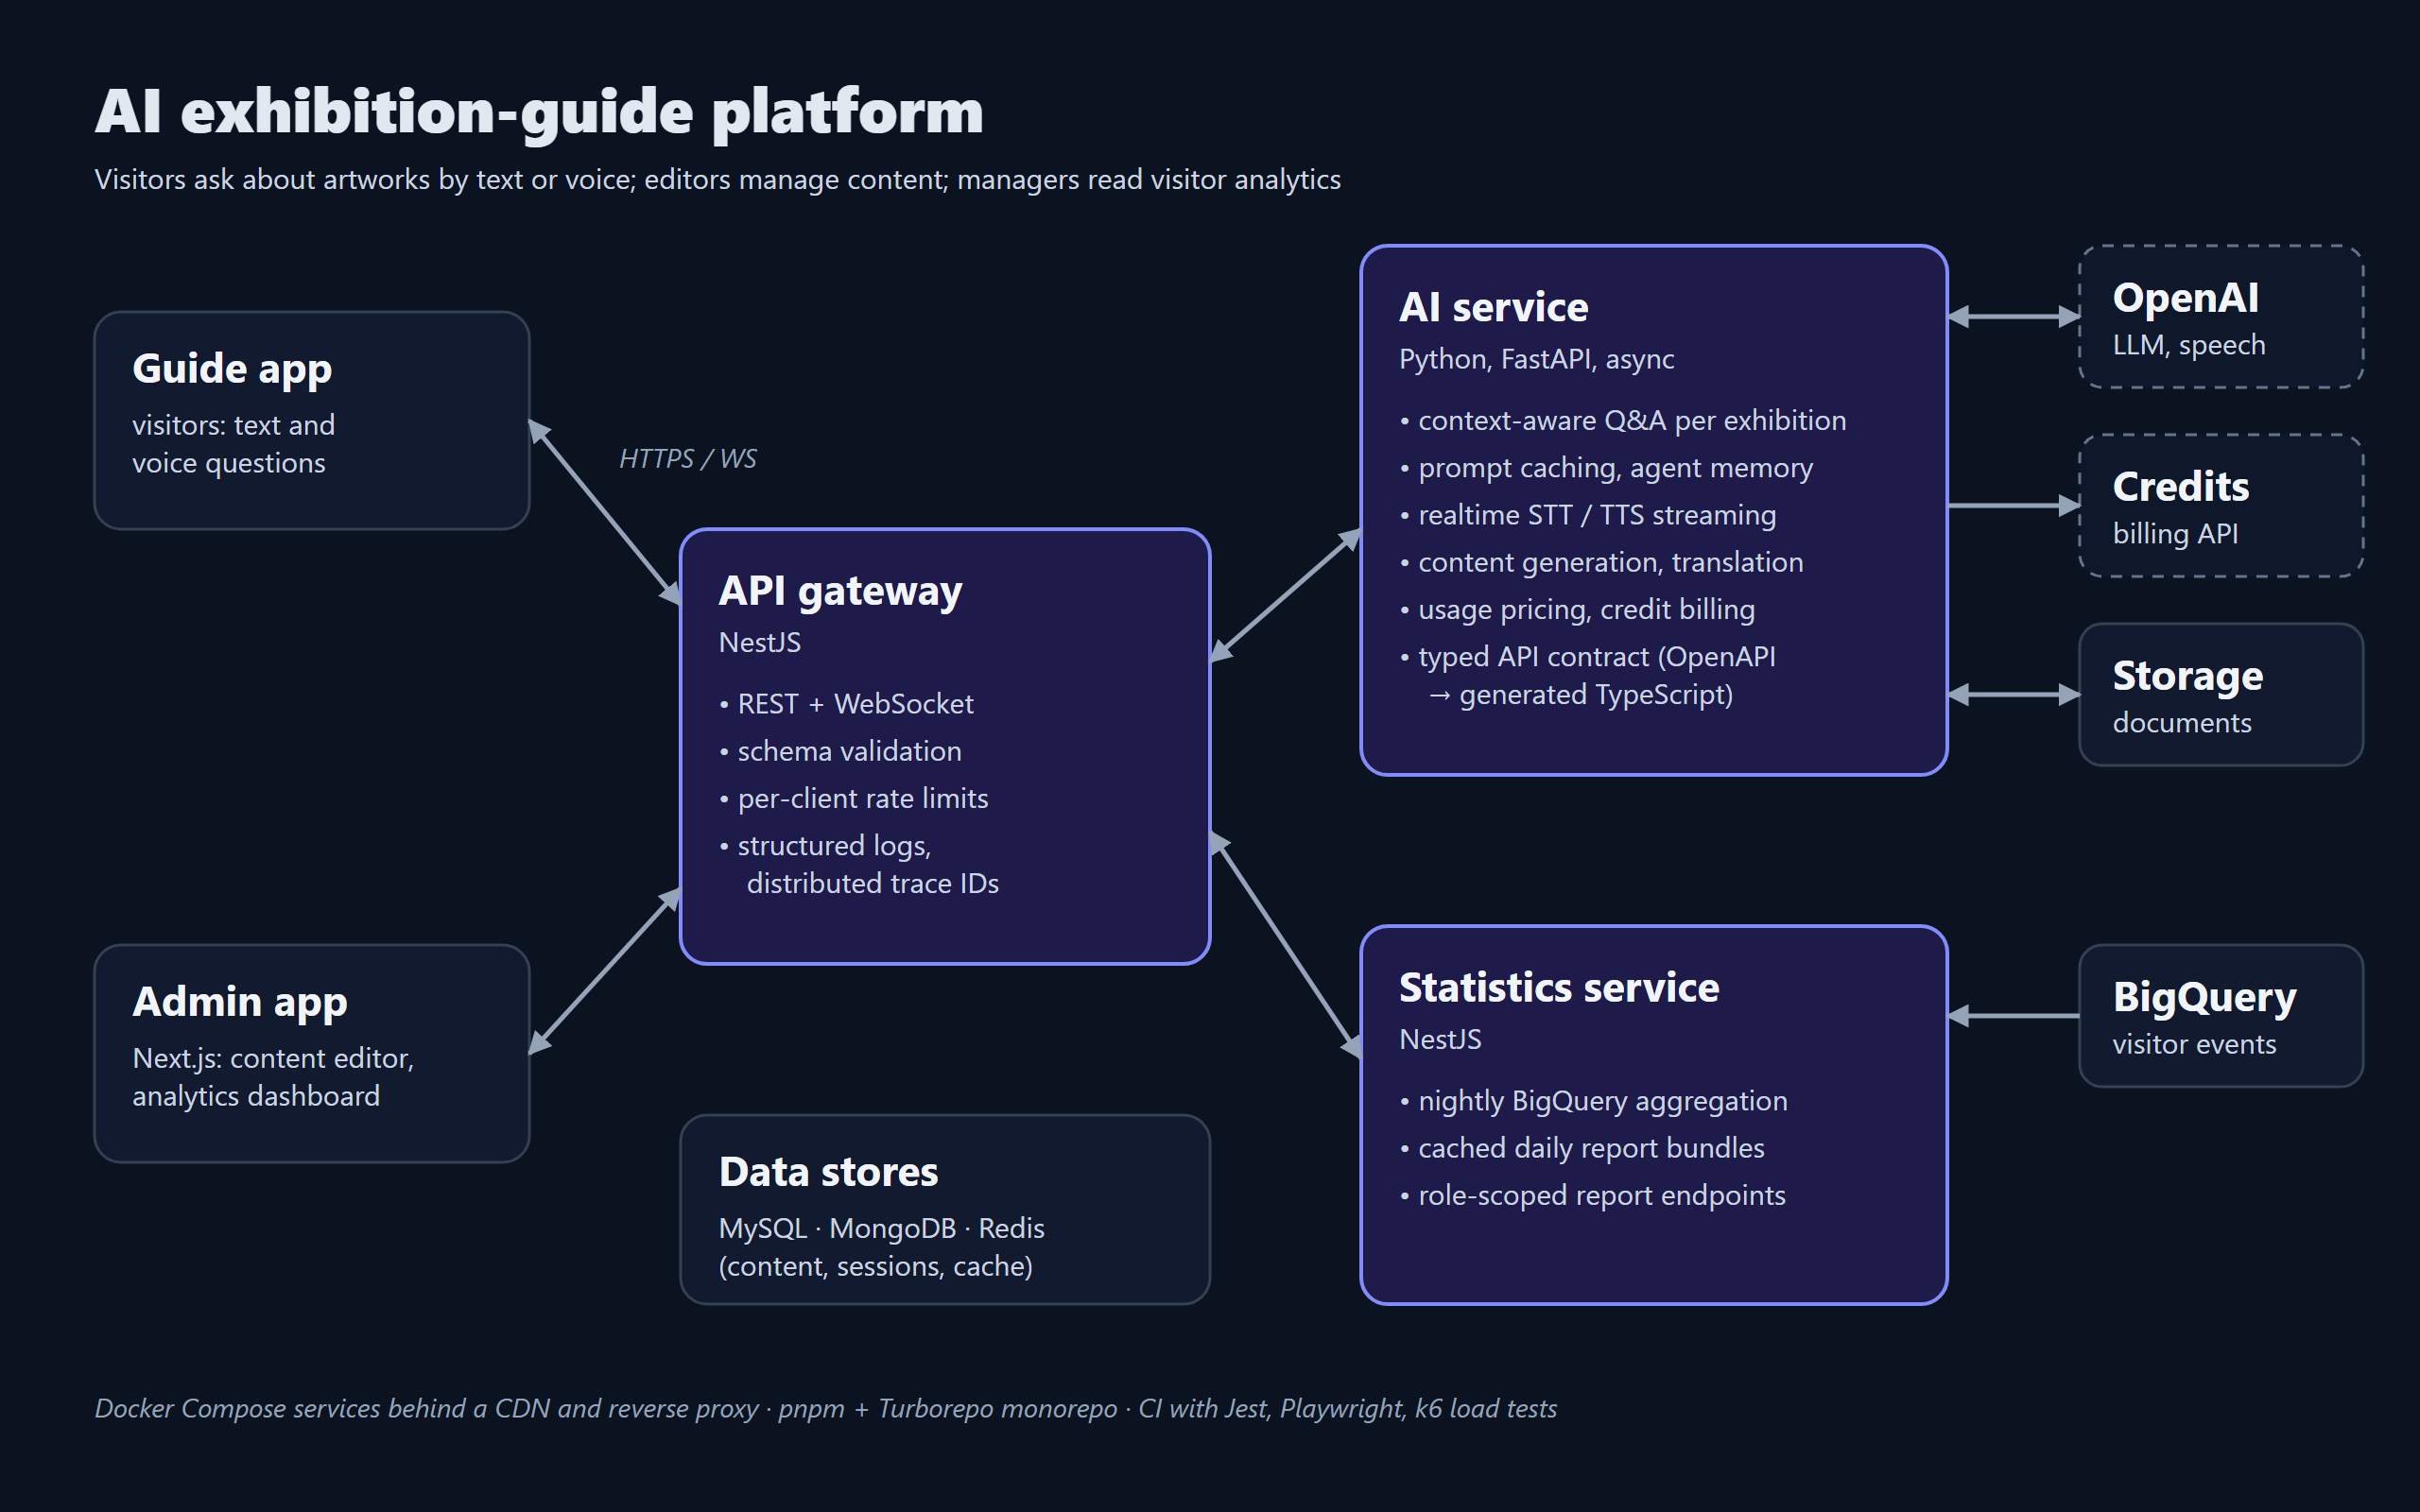 AI exhibition-guide platform
Visitors ask about artworks by text or voice; editors manage content; managers read visitor analytics
Guide app
visitors: text and
voice questions
HTTPS / WS
API gateway
NestJS
• REST + WebSocket
• schema validation
• per-client rate limits
• structured logs,
distributed trace IDs
Admin app
Next.js: content editor,
analytics dashboard
Data stores
MySQL · MongoDB · Redis
(content, sessions, cache)
AI service
Python, FastAPI, async
• context-aware Q&A per exhibition
• prompt caching, agent memory
• realtime STT / TTS streaming
• content generation, translation
• usage pricing, credit billing
• typed API contract (OpenAPI
→ generated TypeScript)
Statistics service
NestJS
• nightly BigQuery aggregation
• cached daily report bundles
• role-scoped report endpoints
OpenAI
LLM, speech
Credits
billing API
Storage
documents
BigQuery
visitor events
Docker Compose services behind a CDN and reverse proxy · pnpm + Turborepo monorepo · CI with Jest, Playwright, k6 load tests